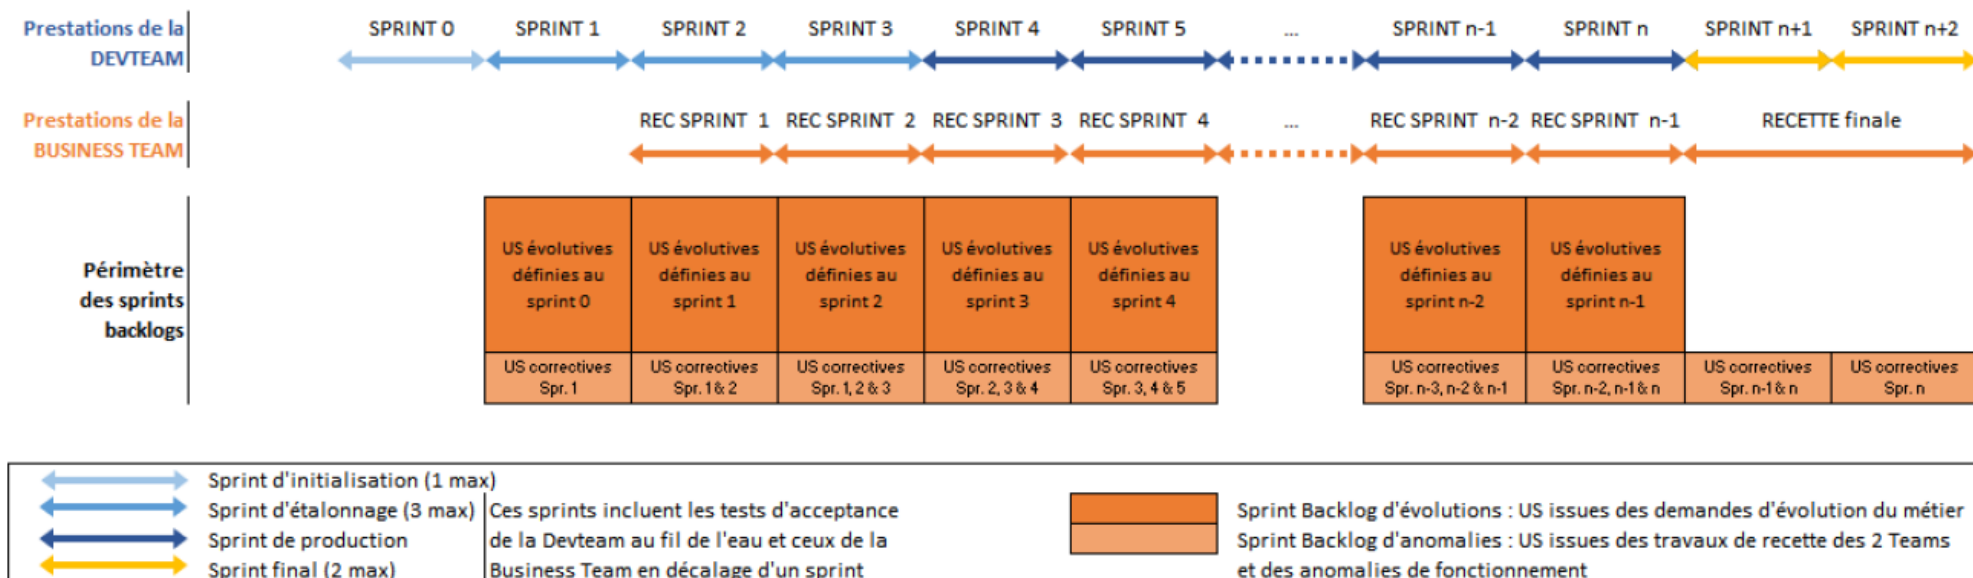 Prestations de la
DEVTEAM
SPRINT 0 SPRINT 1 SPRINT 2 SPRINT 3 SPRINT 4 SPRINT 5 ... SPRINT n-1 SPRINT n SPRINT n+1 SPRINT n+2
Prestations de la
BUSINESS TEAM
REC SPRINT 1 REC SPRINT 2 REC SPRINT 3 REC SPRINT 4 ... REC SPRINT n-2 REC SPRINT n-1 RECETTE finale
Périmètre
des sprints
backlogs
US évolutives
définies au
sprint 0
US évolutives
définies au
sprint 1
US évolutives
définies au
sprint 2
US évolutives
définies au
sprint 3
US évolutives
définies au
sprint 4
US évolutives
définies au
sprint n-2
US évolutives
définies au
sprint n-1
US correctives
Spr. 1
US correctives
Spr. 1 & 2
US correctives
Spr. 1, 2 & 3
US correctives
Spr. 2, 3 & 4
US correctives
Spr. 3, 4 & 5
US correctives
Spr. n-3, n-2 & n-1
US correctives
Spr. n-2, n-1 & n
US correctives
Spr. n-1 & n
US correctives
Spr. n
Sprint d'initialisation (1 max)
Sprint d'étalonnage (3 max)
Sprint de production
Sprint final (2 max)
Ces sprints incluent les tests d'acceptance
de la Devteam au fil de l'eau et ceux de la
Business Team en décalage d'un sprint
Sprint Backlog d'évolutions : US issues des demandes d'évolution du métier
Sprint Backlog d'anomalies : US issues des travaux de recette des 2 Teams
et des anomalies de fonctionnement